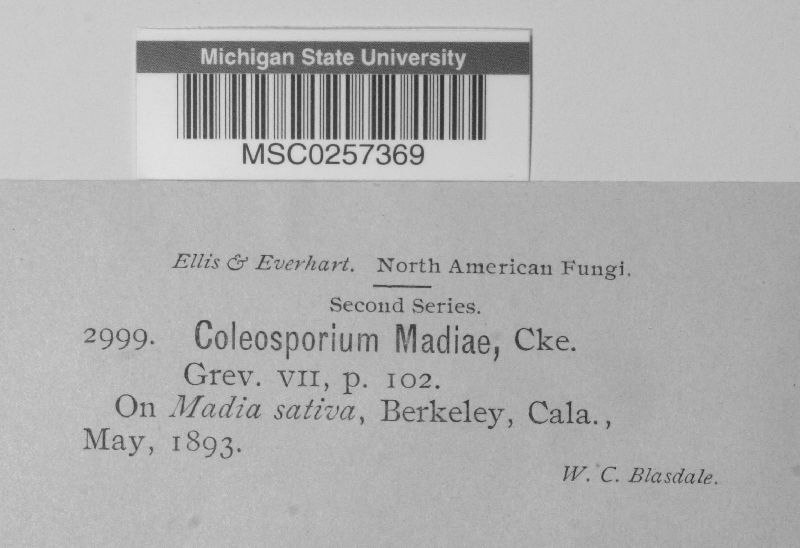 Michigan State University
MSC0257369
Ellis & Everhart. North American Fungi.
Second Series.
2999. Coleosporium Madiae, Cke.
Grev. VII, p. 102.
On Madia sativa, Berkeley, Cala.,
May, 1893.
W. C. Blasdale.